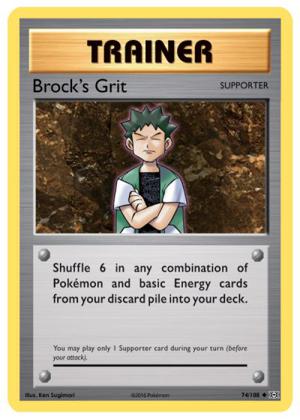 TRAINER
Brock's Grit
SUPPORTER
Shuffle 6 in any combination of
Pokémon and basic Energy cards
from your discard pile into your deck.
You may play only 1 Supporter card during your turn (before
your attack).
Illus. Ken Sugimori
©2016 Pokémon
74/108